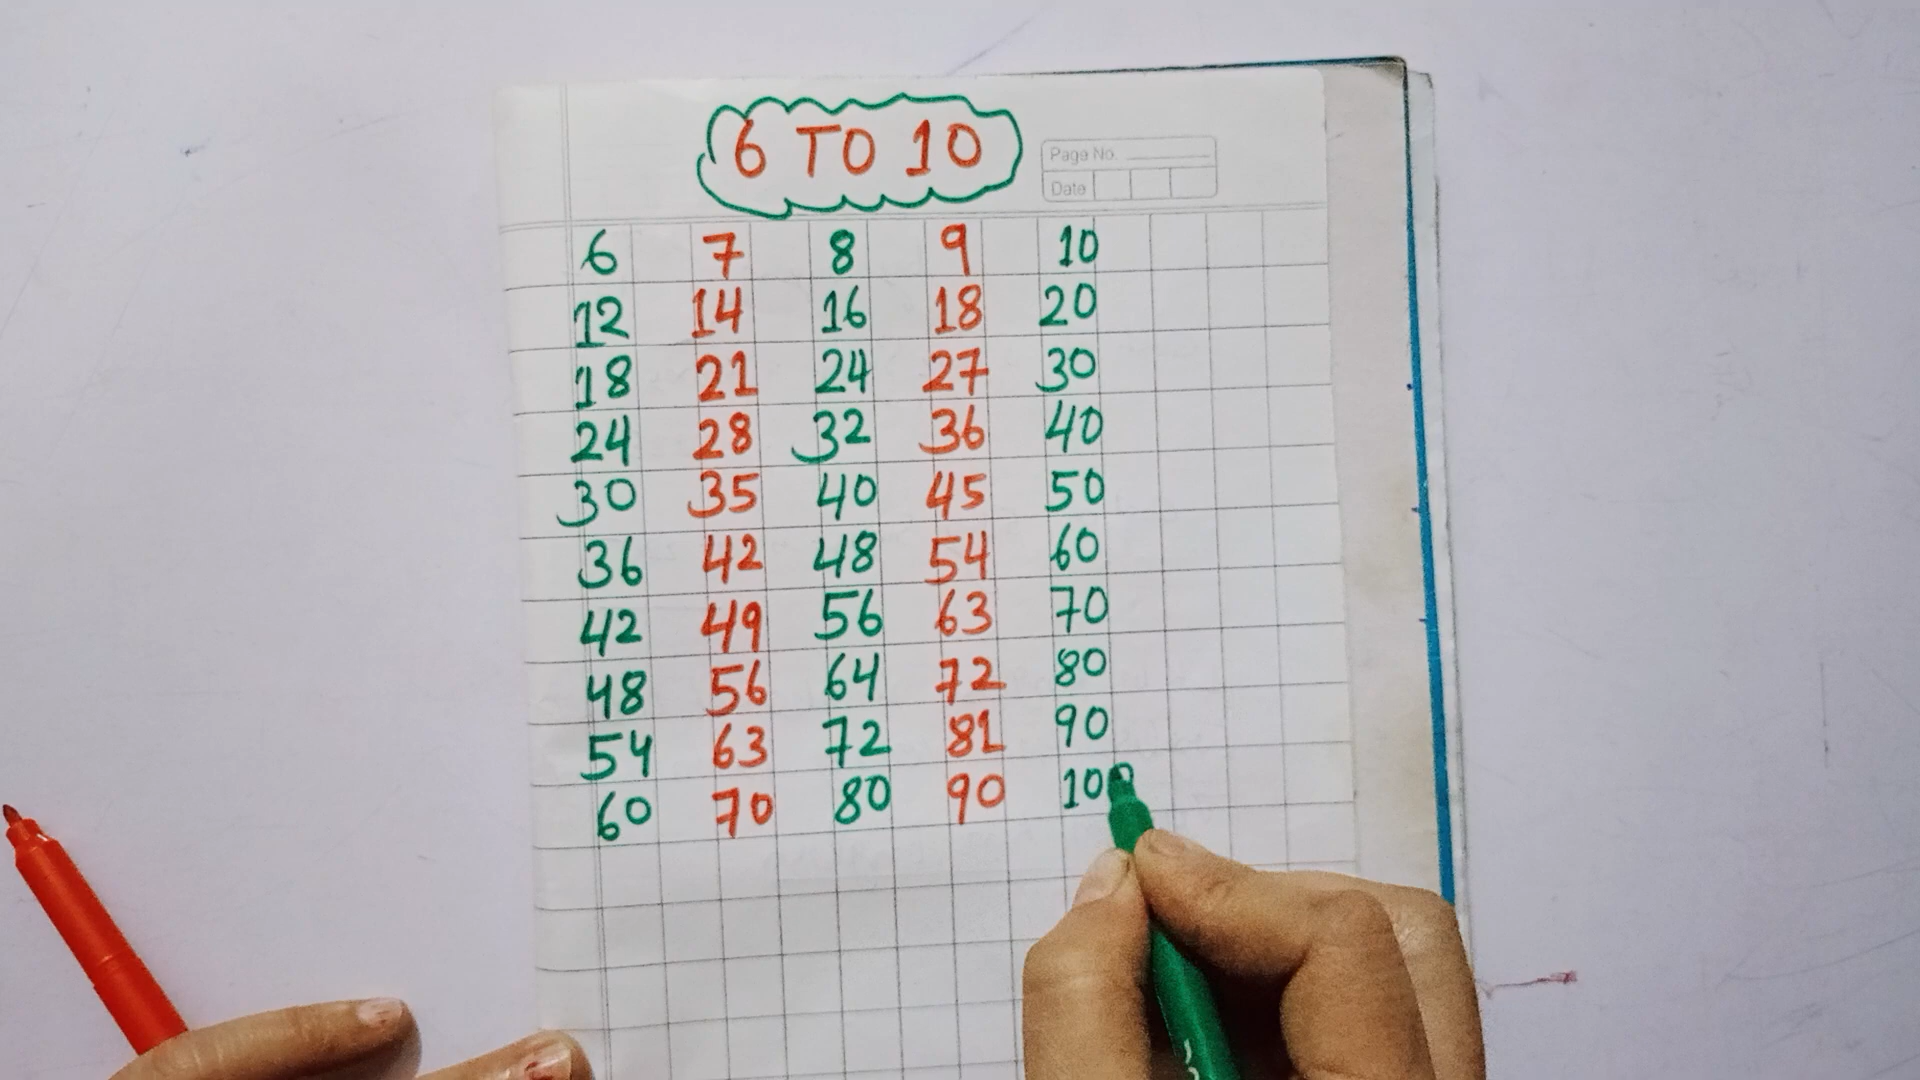 6 TO 10
Page No.
Date
6 7 8 9 10
12 14 16 18 20
18 21 24 27 30
24 28 32 36 40
30 35 40 45 50
36 42 48 54 60
42 49 56 63 70
48 56 64 72 80
54 63 72 81 90
60 70 80 90 100